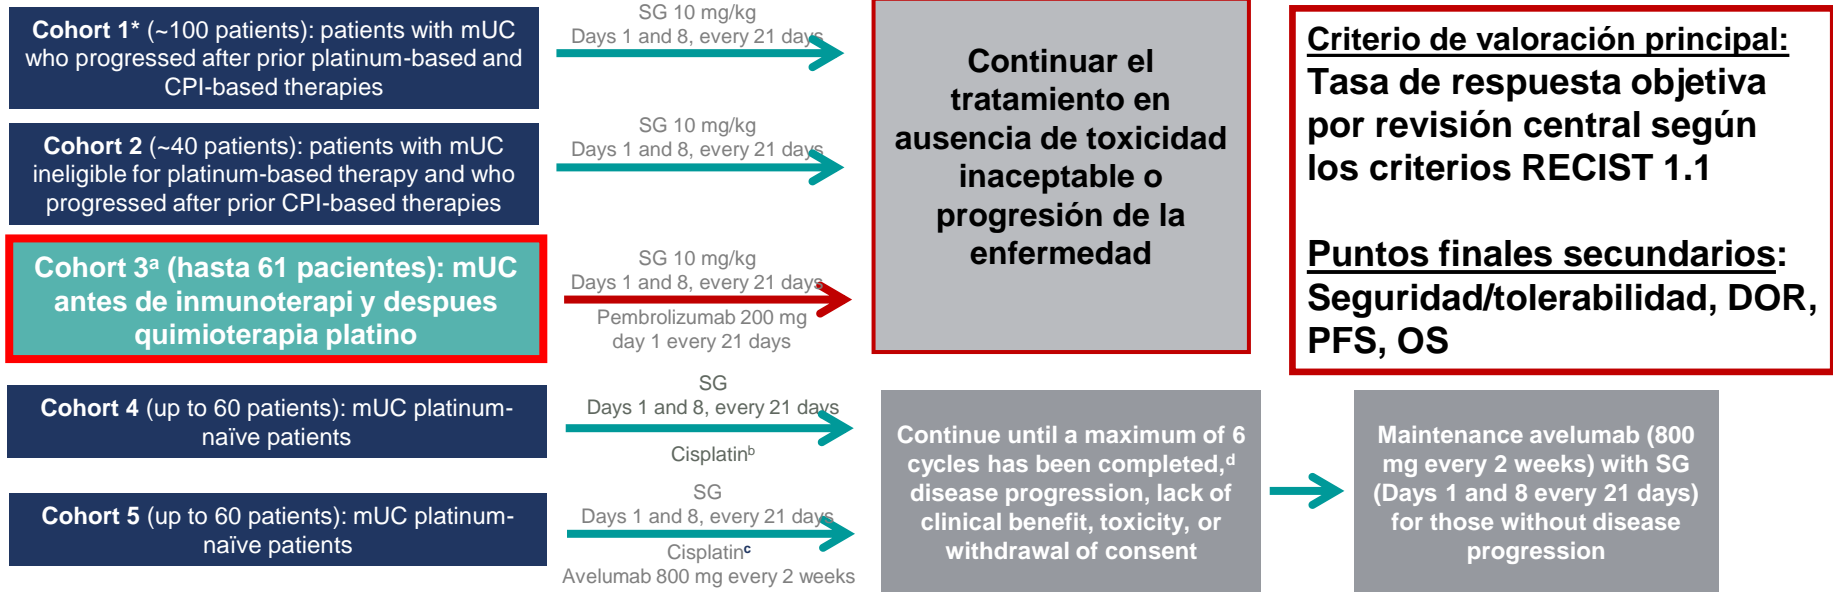 Cohort 1* (~100 patients): patients with mUC
who progressed after prior platinum-based and
CPI-based therapies
SG 10 mg/kg
Days 1 and 8, every 21 days
Cohort 2 (~40 patients): patients with mUC
ineligible for platinum-based therapy and who
progressed after prior CPI-based therapies
SG 10 mg/kg
Days 1 and 8, every 21 days
Cohort 3ª (hasta 61 pacientes): mUC
antes de inmunoterapi y despues
quimioterapia platino
SG 10 mg/kg
Days 1 and 8, every 21 days
Pembrolizumab 200 mg
day 1 every 21 days
Continuar el
tratamiento en
ausencia de toxicidad
inaceptable o
progresión de la
enfermedad
Criterio de valoración principal:
Tasa de respuesta objetiva
por revisión central según
los criterios RECIST 1.1
Puntos finales secundarios:
Seguridad/tolerabilidad, DOR,
PFS, OS
Cohort 4 (up to 60 patients): mUC platinum-
naïve patients
SG
Days 1 and 8, every 21 days
Cisplatinᵇ
Cohort 5 (up to 60 patients): mUC platinum-
naïve patients
SG
Days 1 and 8, every 21 days
Cisplatinᶜ
Avelumab 800 mg every 2 weeks
Continue until a maximum of 6
cycles has been completed,ᵈ
disease progression, lack of
clinical benefit, toxicity, or
withdrawal of consent
Maintenance avelumab (800
mg every 2 weeks) with SG
(Days 1 and 8 every 21 days)
for those without disease
progression